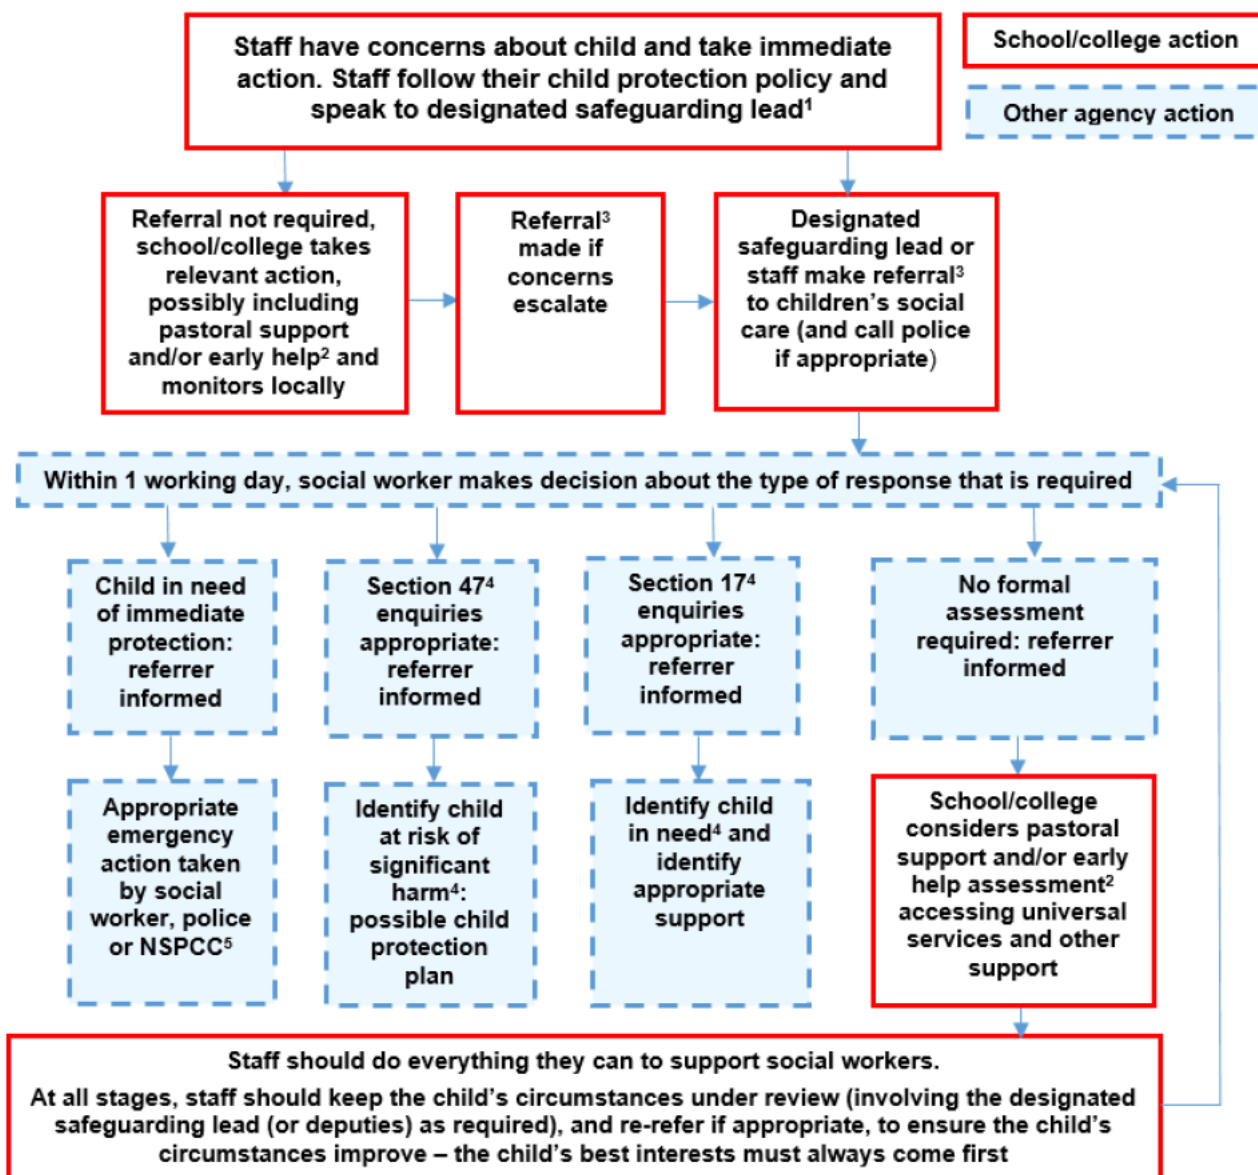 Staff have concerns about child and take immediate
action. Staff follow their child protection policy and
speak to designated safeguarding lead¹
School/college action
Other agency action
Referral not required,
school/college takes
relevant action,
possibly including
pastoral support
and/or early help² and
monitors locally
Referral³
made if
concerns
escalate
Designated
safeguarding lead or
staff make referral³
to children’s social
care (and call police
if appropriate)
Within 1 working day, social worker makes decision about the type of response that is required
Child in need
of immediate
protection:
referrer
informed
Section 47⁴
enquiries
appropriate:
referrer
informed
Section 17⁴
enquiries
appropriate:
referrer
informed
No formal
assessment
required: referrer
informed
Appropriate
emergency
action taken
by social
worker, police
or NSPCC⁵
Identify child
at risk of
significant
harm⁴:
possible child
protection
plan
Identify child
in need⁴ and
identify
appropriate
support
School/college
considers pastoral
support and/or early
help assessment²
accessing universal
services and other
support
Staff should do everything they can to support social workers.
At all stages, staff should keep the child’s circumstances under review (involving the designated
safeguarding lead (or deputies) as required), and re-refer if appropriate, to ensure the child’s
circumstances improve – the child’s best interests must always come first